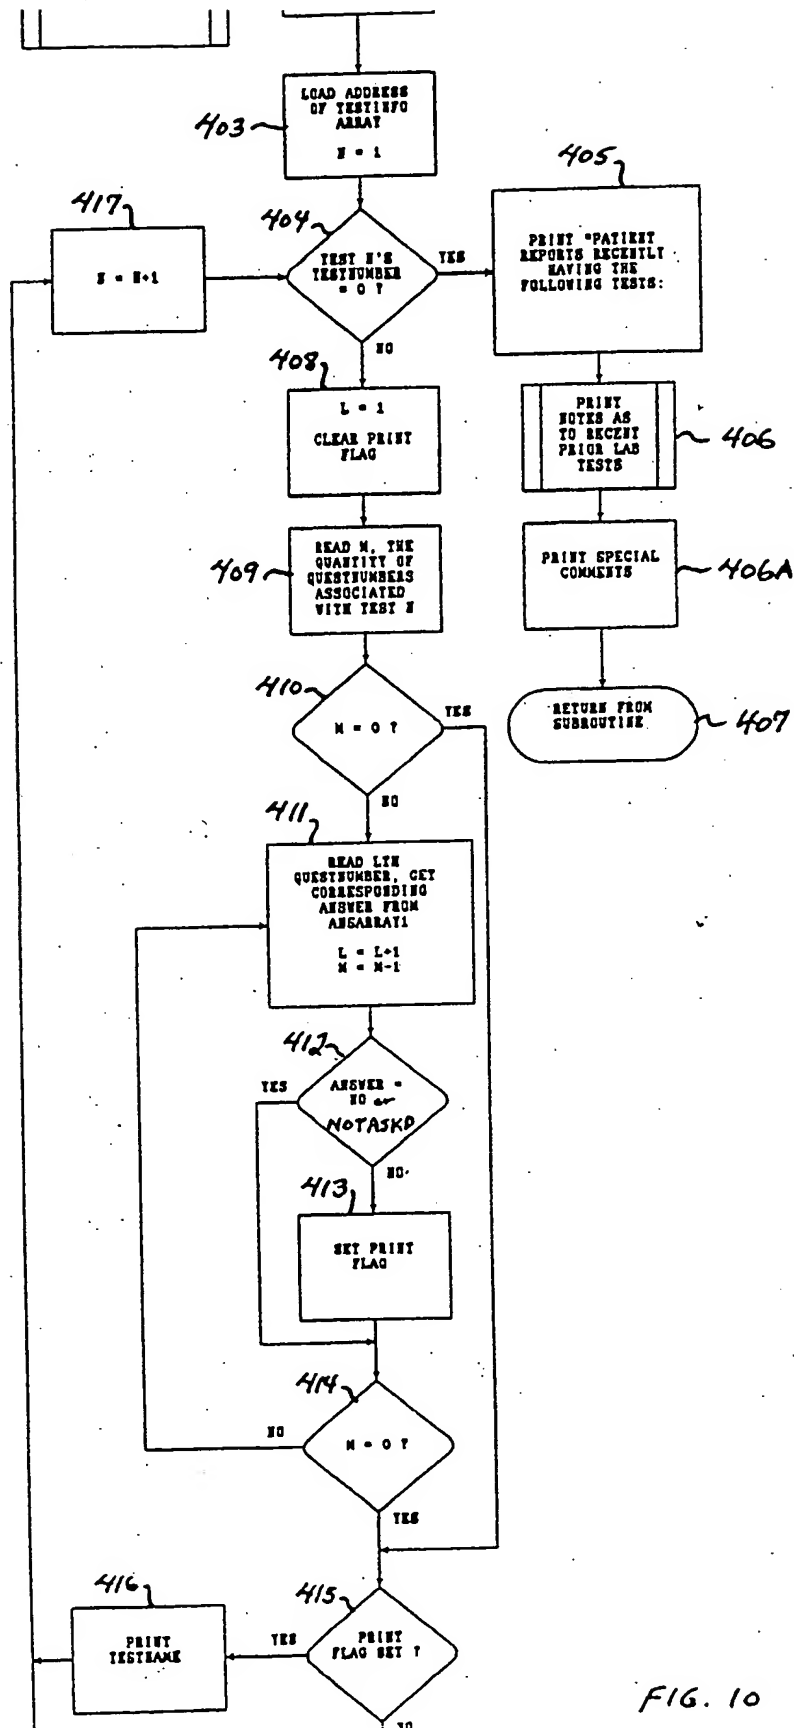 LOAD ADDRESS
OF TESTINFO
ARRAY
N = 1
403
417
N = N+1
404
TEST N'S
TESTNUMBER
= 0 ?
YES
NO
405
PRINT "PATIENT
REPORTS RECENTLY
HAVING THE
FOLLOWING TESTS:
408
L = 1
CLEAR PRINT
FLAG
PRINT
NOTES AS
TO RECENT
PRIOR LAB
TESTS
406
409
READ M, THE
QUANTITY OF
QUESTNUMBERS
ASSOCIATED
WITH TEST N
PRINT SPECIAL
COMMENTS
406A
410
M = 0 ?
YES
NO
RETURN FROM
SUBROUTINE
407
411
READ LTH
QUESTNUMBER, GET
CORRESPONDING
ANSWER FROM
ANSARRAY1
L = L+1
M = M-1
412
YES
ANSWER =
NO or
NOTASKD
NO
413
SET PRINT
FLAG
414
NO
M = 0 ?
YES
416
PRINT
TESTNAME
415
YES
PRINT
FLAG SET ?
NO
FIG. 10